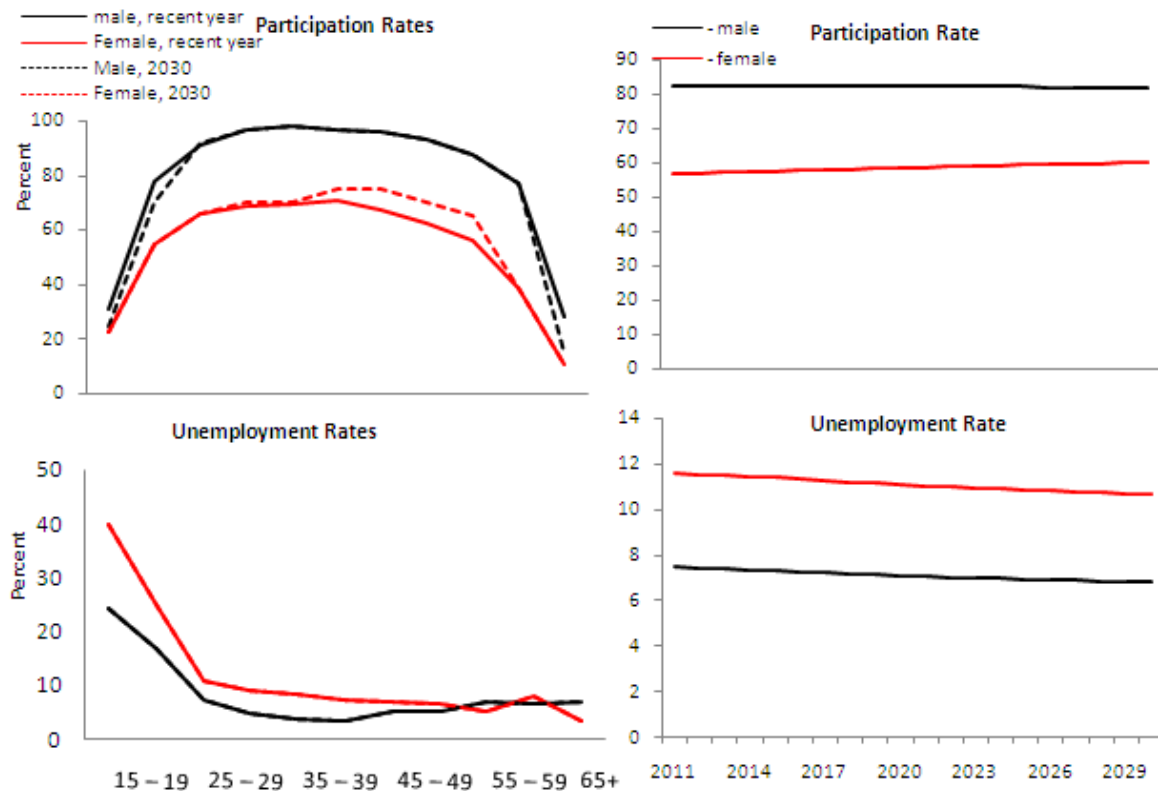 male, recent year
Participation Rates
Female, recent year
Male, 2030
Female, 2030
100
80
60
40
20
0
Percent
- male
Participation Rate
- female
90
80
70
60
50
40
30
20
10
0
Unemployment Rates
50
40
30
20
10
0
Percent
15 – 19 25 – 29 35 – 39 45 – 49 55 – 59 65+
Unemployment Rate
14
12
10
8
6
4
2
0
2011 2014 2017 2020 2023 2026 2029